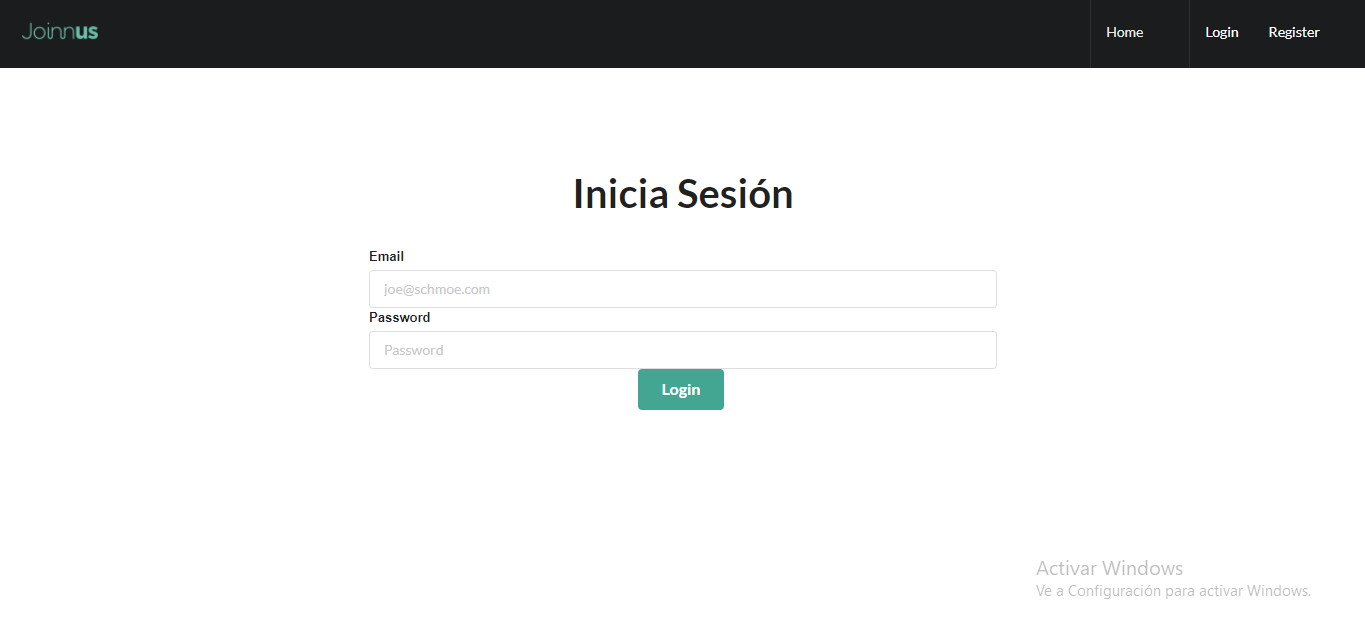 Joinnus
Home
Login
Register
Inicia Sesión
Email
joe@schmoe.com
Password
Password
Login
Activar Windows
Ve a Configuración para activar Windows.